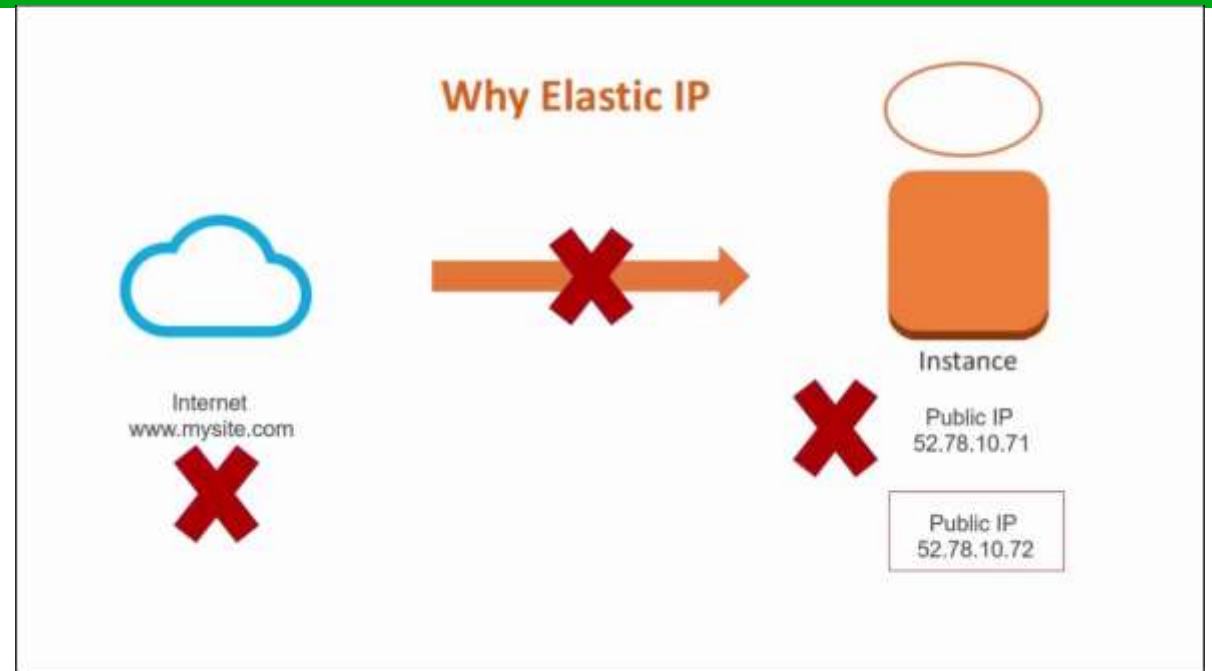 Why Elastic IP
Internet
www.mysite.com
Instance
Public IP
52.78.10.71
Public IP
52.78.10.72